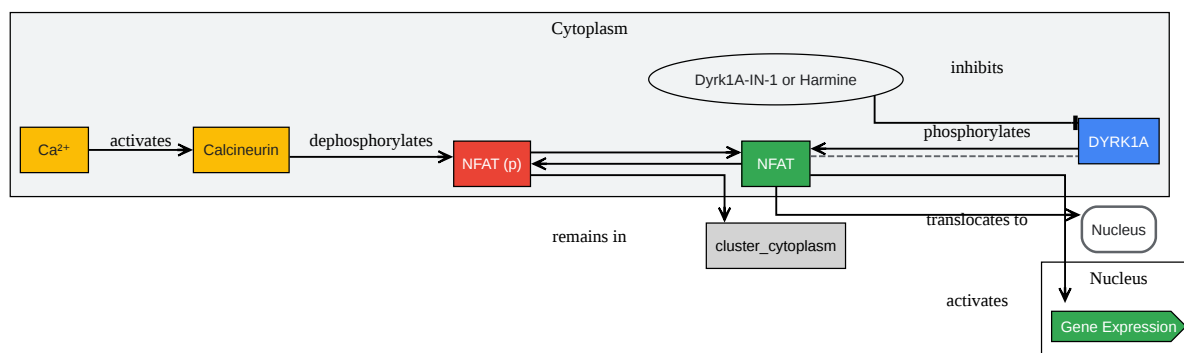 Cytoplasm
Dyrk1A-IN-1 or Harmine
inhibits
Ca²⁺
activates
Calcineurin
dephosphorylates
NFAT (p)
NFAT
phosphorylates
DYRK1A
remains in
cluster_cytoplasm
translocates to
Nucleus
Nucleus
activates
Gene Expression